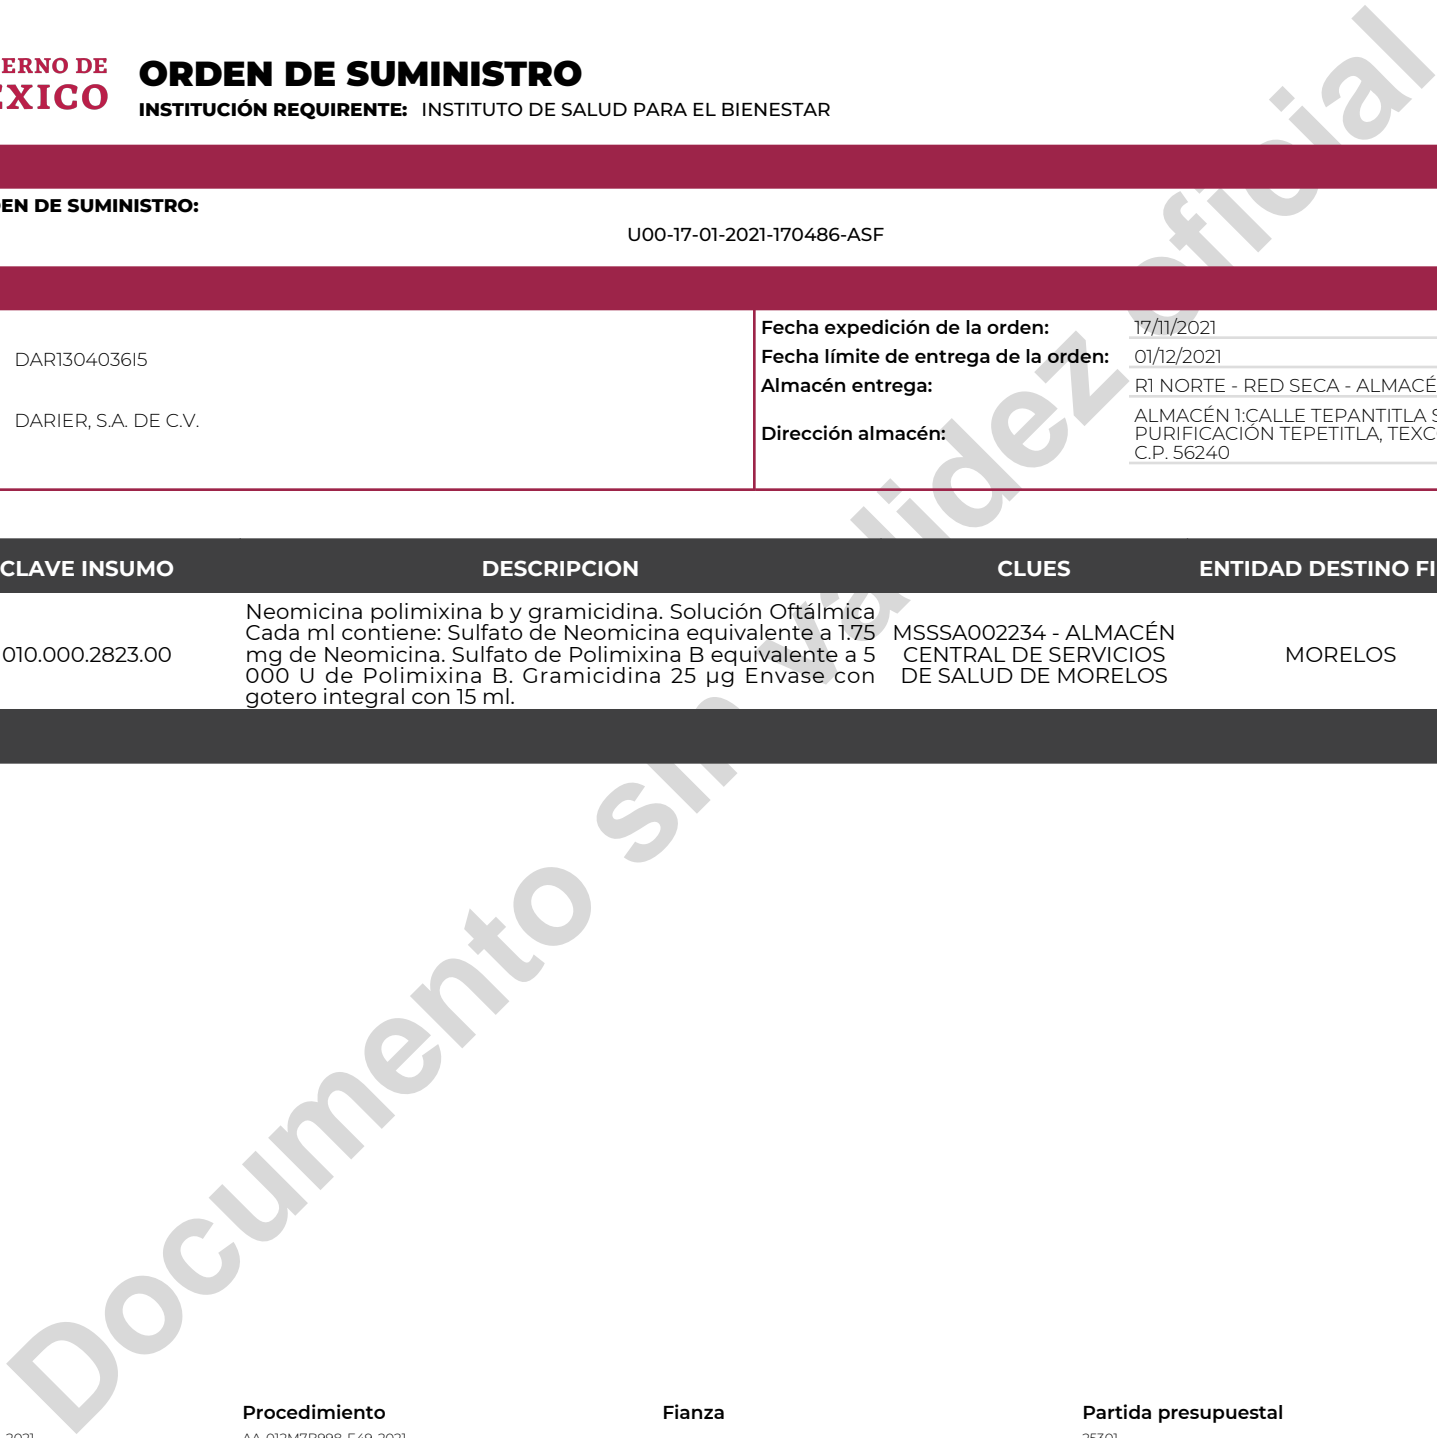 ERNO DE
ORDEN DE SUMINISTRO
INSTITUCIÓN REQUIRENTE: INSTITUTO DE SALUD PARA EL BIENESTAR
EXICO
EN DE SUMINISTRO:
U00-17-01-2021-170486-ASF
DAR1304036I5
DARIER, S.A. DE C.V.
Fecha expedición de la orden: 17/11/2021
Fecha límite de entrega de la orden: 01/12/2021
Almacén entrega: R1 NORTE - RED SECA - ALMACÉ
Dirección almacén: ALMACÉN 1:CALLE TEPANTITLA S
PURIFICACIÓN TEPETITLA, TEXC
C.P. 56240
CLAVE INSUMO DESCRIPCION CLUES ENTIDAD DESTINO FI
010.000.2823.00
Neomicina polimixina b y gramicidina. Solución Oftálmica
Cada ml contiene: Sulfato de Neomicina equivalente a 1.75
mg de Neomicina. Sulfato de Polimixina B equivalente a 5
000 U de Polimixina B. Gramicidina 25 µg Envase con
gotero integral con 15 ml.
MSSSA002234 - ALMACÉN
CENTRAL DE SERVICIOS
DE SALUD DE MORELOS
MORELOS
Documento sin validez oficial
Procedimiento Fianza Partida presupuestal